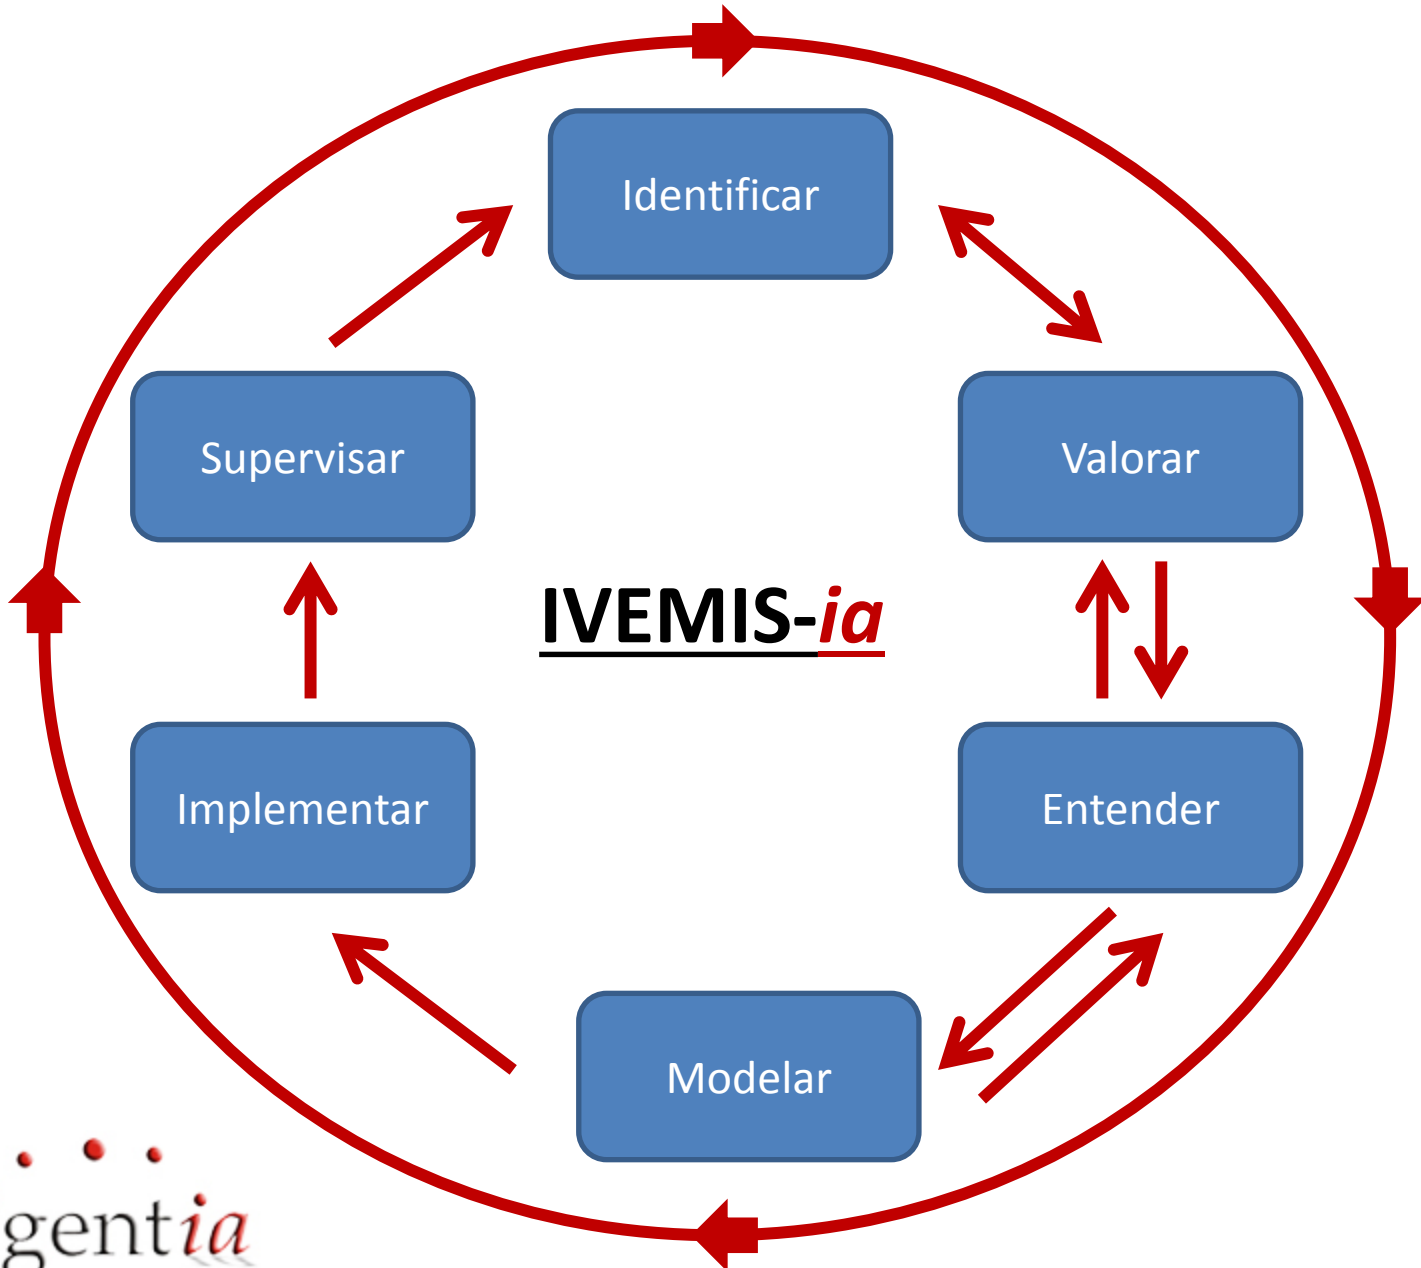 Identificar
Valorar
Entender
Modelar
Implementar
Supervisar
IVEMIS-ia
gentia